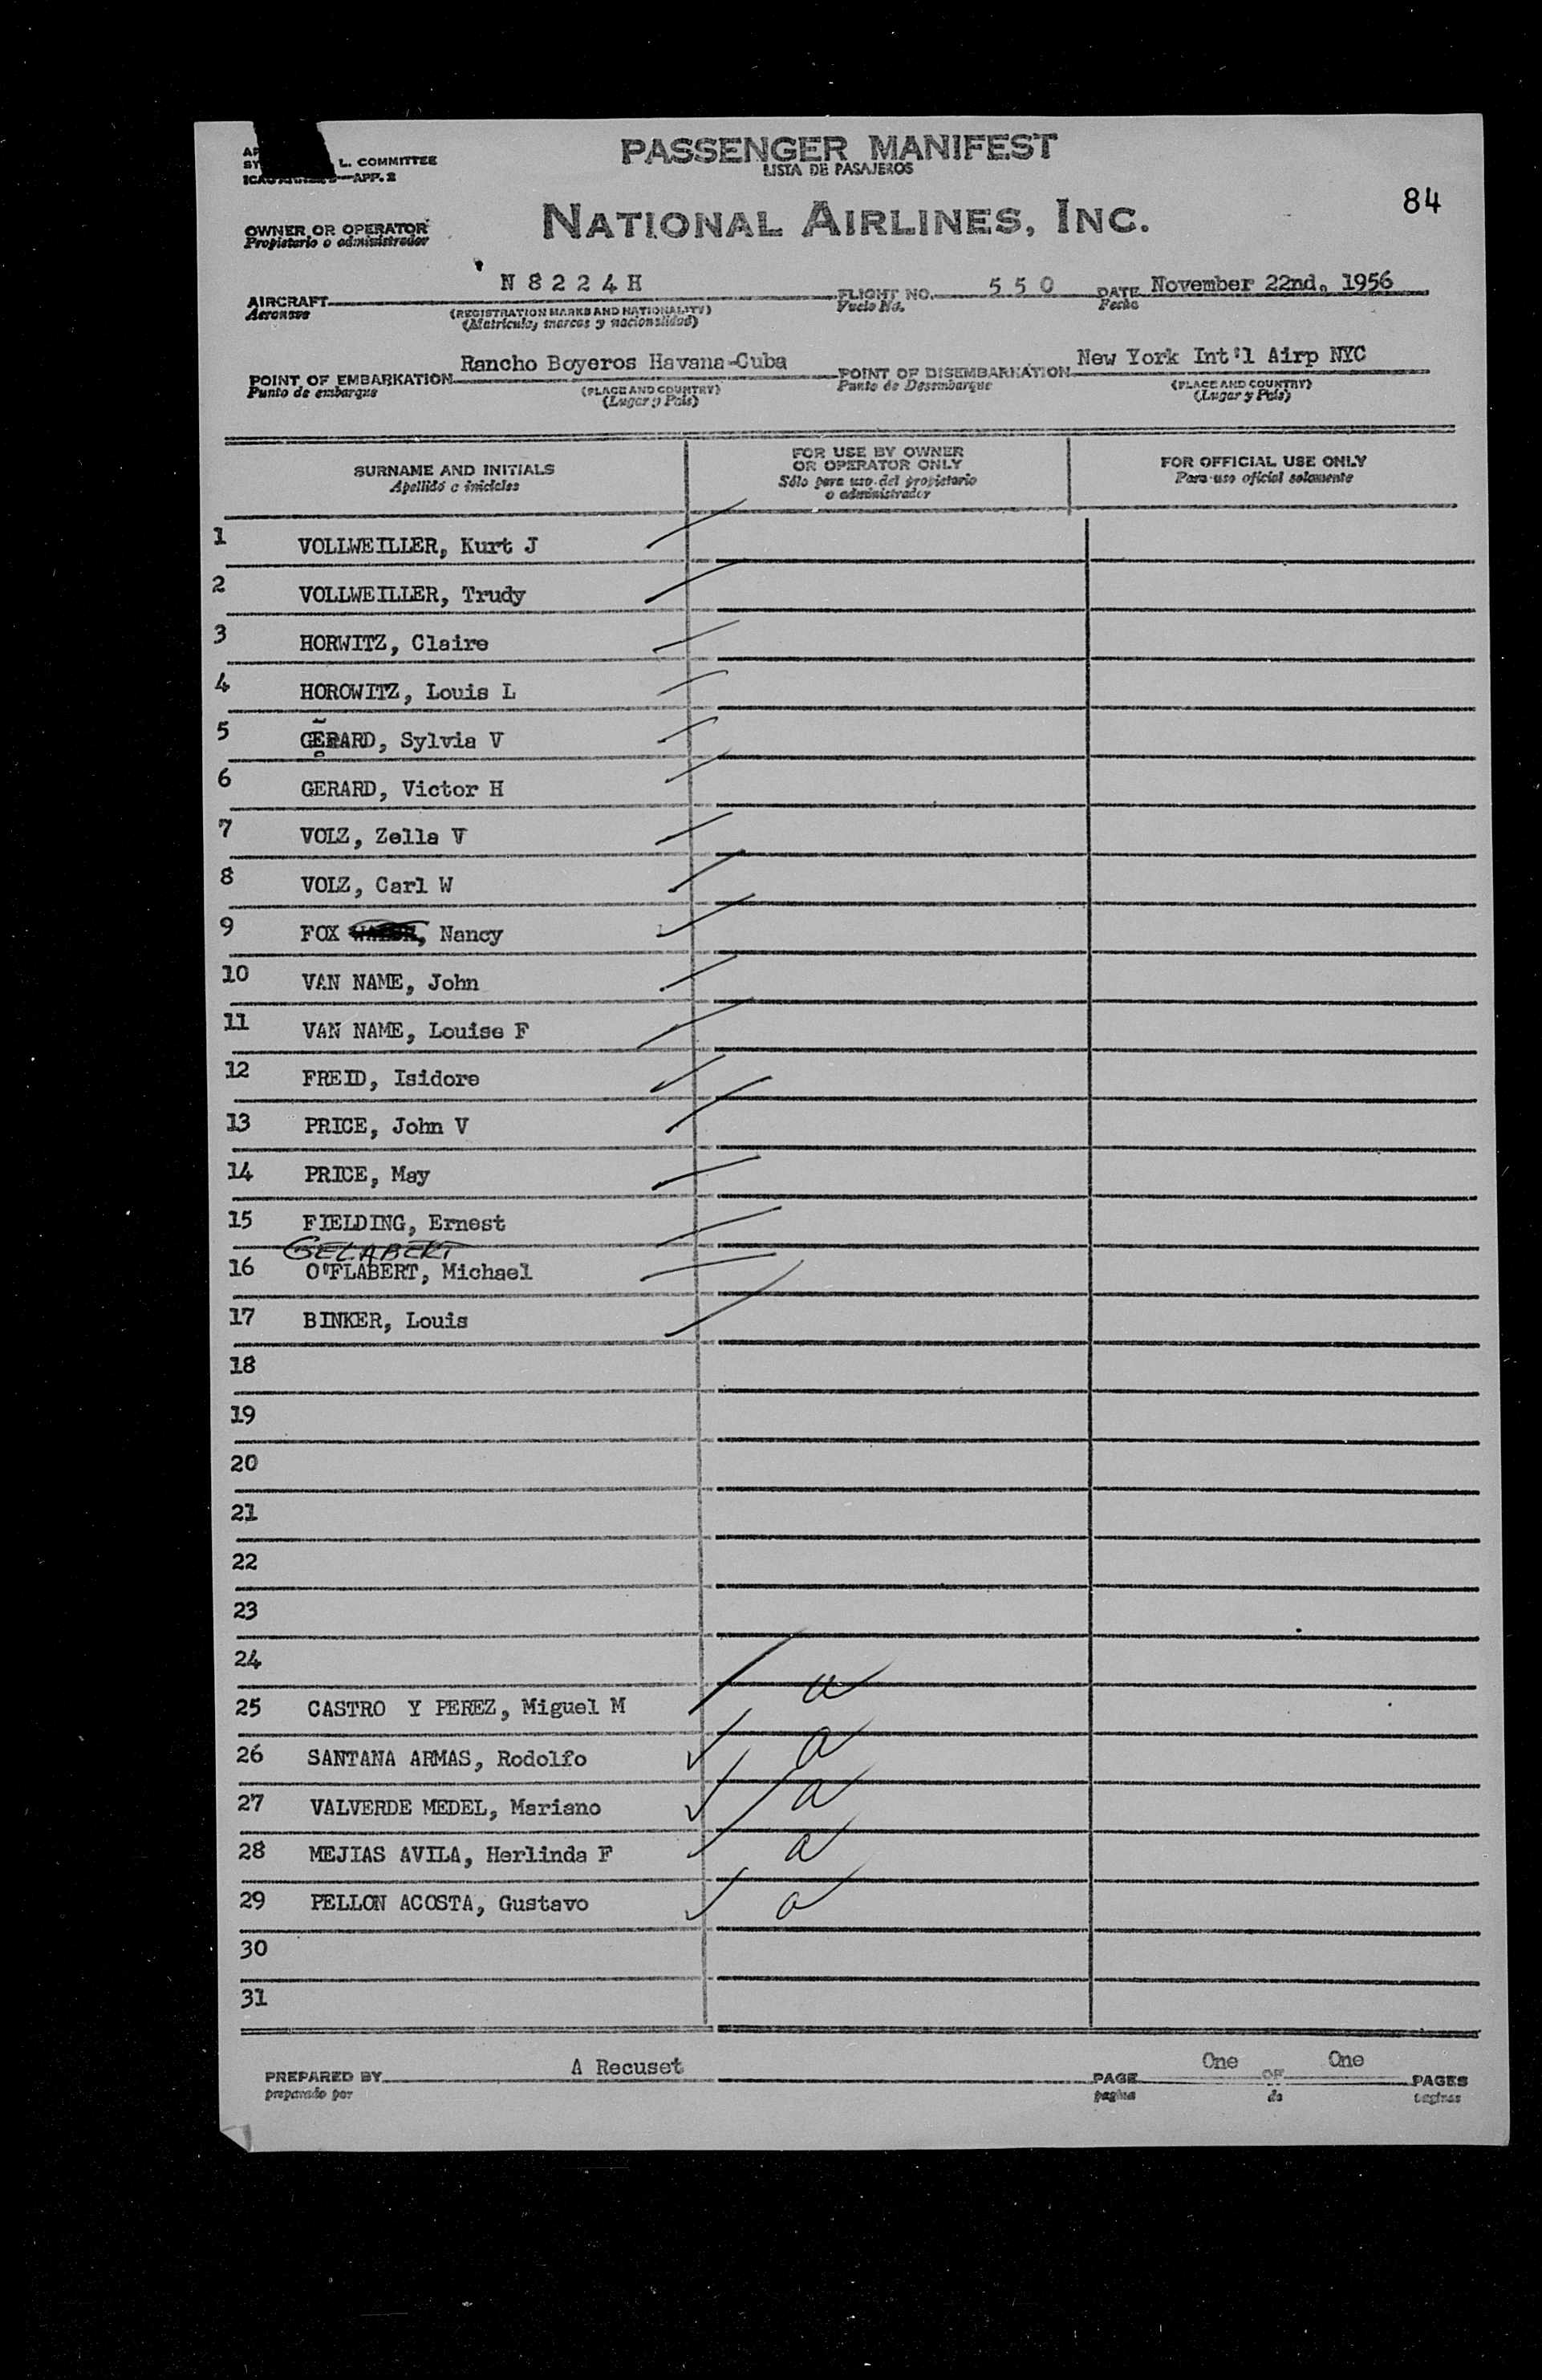 L. COMMITTEE
APP. 2
PASSENGER MANIFEST
LISTA DE PASAJEROS
84
OWNER OR OPERATOR
Propietario o administrador
NATIONAL AIRLINES, INC.
AIRCRAFT N 8 2 2 4 H FLIGHT NO. 5 5 0 DATE November 22nd. 1956
Aeronave (REGISTRATION MARKS AND NATIONALITY) Vuelo No. Fecha
(Matricula, marcas y nacionalidad)
POINT OF EMBARKATION Rancho Boyeros Havana-Cuba POINT OF DISEMBARKATION New York Int'l Airp NYC
Punto de embarque (PLACE AND COUNTRY) Punto de Desembarque (PLACE AND COUNTRY)
(Lugar y País) (Lugar y País)
SURNAME AND INITIALS
Apellido e iniciales
FOR USE BY OWNER
OR OPERATOR ONLY
Sólo para uso del propietario
o administrador
FOR OFFICIAL USE ONLY
Para uso oficial solamente
1 VOLLWEILLER, Kurt J
2 VOLLWEILLER, Trudy
3 HORWITZ, Claire
4 HOROWITZ, Louis L
5 GERARD, Sylvia V
6 GERARD, Victor H
7 VOLZ, Zella V
8 VOLZ, Carl W
9 FOX, Nancy
10 VAN NAME, John
11 VAN NAME, Louise F
12 FREID, Isidore
13 PRICE, John V
14 PRICE, May
15 FIELDING, Ernest
GELABERT
16 O'FLABERT, Michael
17 BINKER, Louis
18
19
20
21
22
23
24
25 CASTRO Y PEREZ, Miguel M a
26 SANTANA ARMAS, Rodolfo a
27 VALVERDE MEDEL, Mariano a
28 MEJIAS AVILA, Herlinda F a
29 PELLON ACOSTA, Gustavo a
30
31
PREPARED BY A Recuset PAGE One OF One PAGES
preparado por pagina de paginas